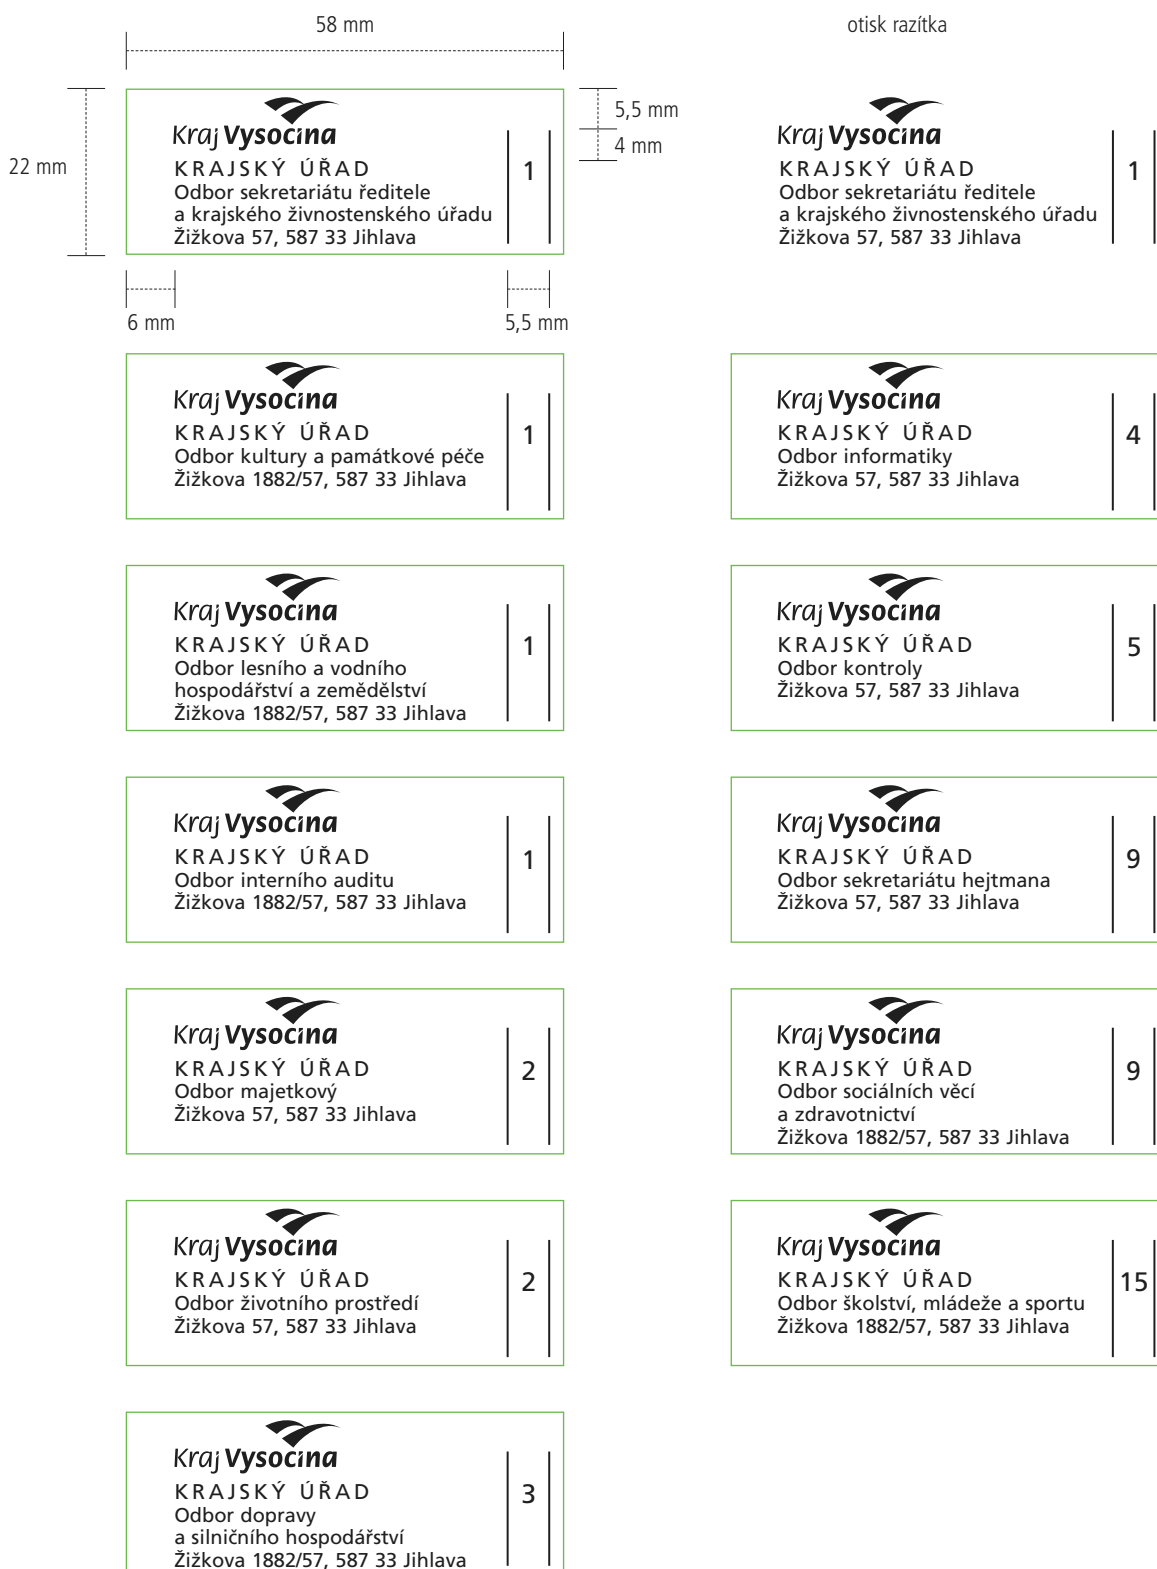 58 mm
otisk razítka
22 mm
5,5 mm
4 mm
Kraj Vysočina
KRAJSKÝ ÚŘAD
Odbor sekretariátu ředitele
a krajského živnostenského úřadu
Žižkova 57, 587 33 Jihlava
1
Kraj Vysočina
KRAJSKÝ ÚŘAD
Odbor sekretariátu ředitele
a krajského živnostenského úřadu
Žižkova 57, 587 33 Jihlava
1
6 mm
5,5 mm
Kraj Vysočina
KRAJSKÝ ÚŘAD
Odbor kultury a památkové péče
Žižkova 1882/57, 587 33 Jihlava
1
Kraj Vysočina
KRAJSKÝ ÚŘAD
Odbor informatiky
Žižkova 57, 587 33 Jihlava
4
Kraj Vysočina
KRAJSKÝ ÚŘAD
Odbor lesního a vodního
hospodářství a zemědělství
Žižkova 1882/57, 587 33 Jihlava
1
Kraj Vysočina
KRAJSKÝ ÚŘAD
Odbor kontroly
Žižkova 57, 587 33 Jihlava
5
Kraj Vysočina
KRAJSKÝ ÚŘAD
Odbor interního auditu
Žižkova 1882/57, 587 33 Jihlava
1
Kraj Vysočina
KRAJSKÝ ÚŘAD
Odbor sekretariátu hejtmana
Žižkova 57, 587 33 Jihlava
9
Kraj Vysočina
KRAJSKÝ ÚŘAD
Odbor majetkový
Žižkova 57, 587 33 Jihlava
2
Kraj Vysočina
KRAJSKÝ ÚŘAD
Odbor sociálních věcí
a zdravotnictví
Žižkova 1882/57, 587 33 Jihlava
9
Kraj Vysočina
KRAJSKÝ ÚŘAD
Odbor životního prostředí
Žižkova 57, 587 33 Jihlava
2
Kraj Vysočina
KRAJSKÝ ÚŘAD
Odbor školství, mládeže a sportu
Žižkova 1882/57, 587 33 Jihlava
15
Kraj Vysočina
KRAJSKÝ ÚŘAD
Odbor dopravy
a silničního hospodářství
Žižkova 1882/57, 587 33 Jihlava
3